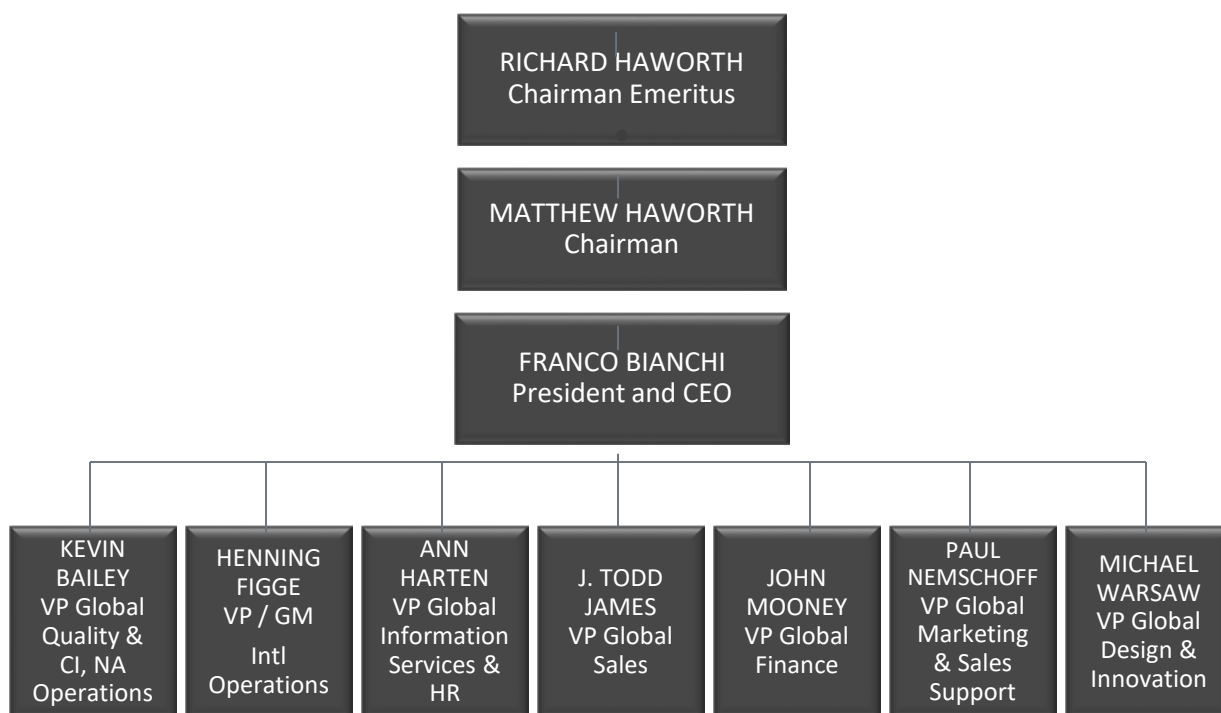 RICHARD HAWORTH
Chairman Emeritus
MATTHEW HAWORTH
Chairman
FRANCO BIANCHI
President and CEO
KEVIN
BAILEY
VP Global
Quality &
CI, NA
Operations
HENNING
FIGGE
VP / GM
Intl
Operations
ANN
HARTEN
VP Global
Information
Services &
HR
J. TODD
JAMES
VP Global
Sales
JOHN
MOONEY
VP Global
Finance
PAUL
NEMSCHOFF
VP Global
Marketing
& Sales
Support
MICHAEL
WARSAW
VP Global
Design &
Innovation